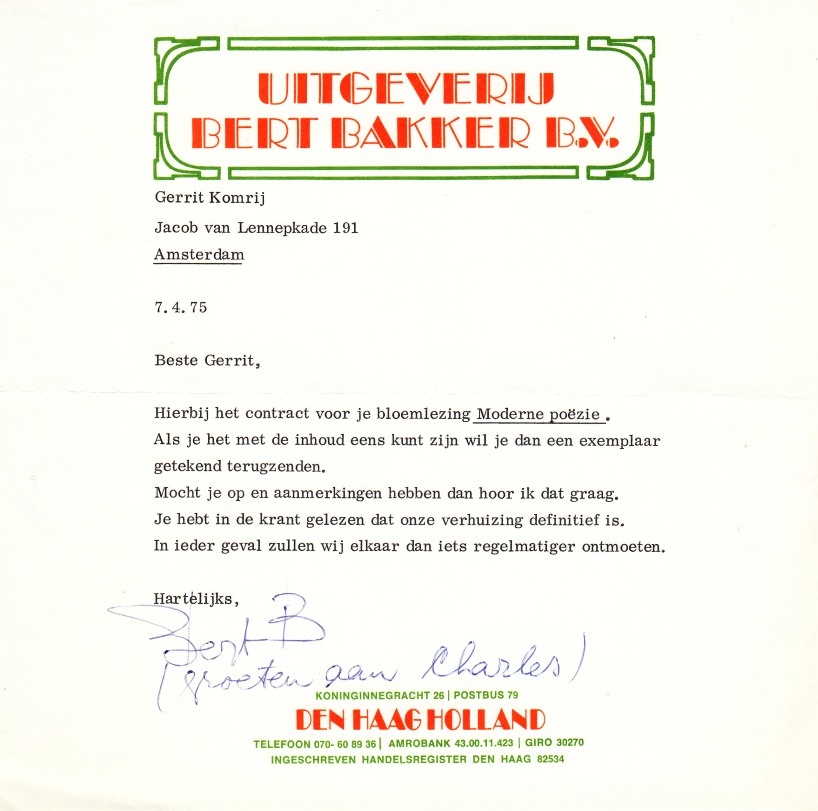 UITGEVERIJ
BERT BAKKER B.V.
Gerrit Komrij
Jacob van Lennepkade 191
Amsterdam
7.4.75
Beste Gerrit,
Hierbij het contract voor je bloemlezing Moderne poëzie .
Als je het met de inhoud eens kunt zijn wil je dan een exemplaar
getekend terugzenden.
Mocht je op en aanmerkingen hebben dan hoor ik dat graag.
Je hebt in de krant gelezen dat onze verhuizing definitief is.
In ieder geval zullen wij elkaar dan iets regelmatiger ontmoeten.
Hartelijks,
Bert B
(groeten aan Charles)
KONINGINNEGRACHT 26 | POSTBUS 79
DEN HAAG HOLLAND
TELEFOON 070- 60 89 36 | AMROBANK 43.00.11.423 | GIRO 30270
INGESCHREVEN HANDELSREGISTER DEN HAAG 82534